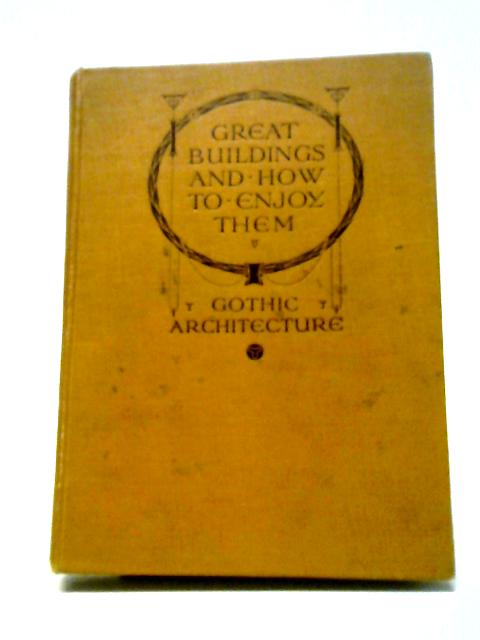 GREAT
BUILDINGS
AND·HOW
TO·ENJOY
THEM
GOTHIC
ARCHITECTURE